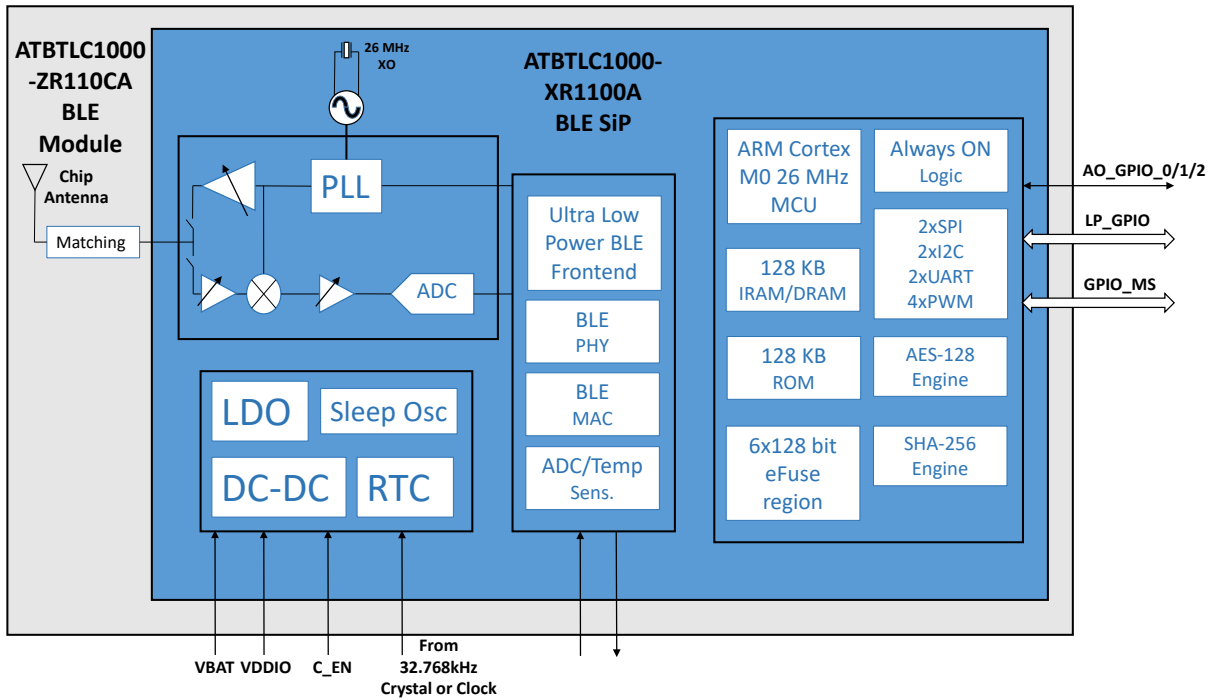 ATBTLC1000
-ZR110CA
BLE
Module
Chip
Antenna
Matching
26 MHz
XO
ATBTLC1000-
XR1100A
BLE SiP
PLL
ADC
Ultra Low
Power BLE
Frontend
BLE
PHY
BLE
MAC
ADC/Temp
Sens.
LDO
Sleep Osc
DC-DC
RTC
ARM Cortex
M0 26 MHz
MCU
128 KB
IRAM/DRAM
128 KB
ROM
6x128 bit
eFuse
region
Always ON
Logic
2xSPI
2xI2C
2xUART
4xPWM
AES-128
Engine
SHA-256
Engine
AO_GPIO_0/1/2
LP_GPIO
GPIO_MS
VBAT
VDDIO
C_EN
From
32.768kHz
Crystal or Clock